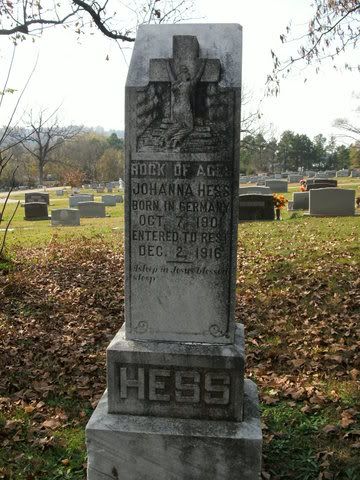 ROCK OF AGES
JOHANNA HESS
BORN IN GERMANY
OCT. 7, 1901
ENTERED TO REST
DEC. 2, 1916
Asleep in Jesus blessed
sleep
HESS